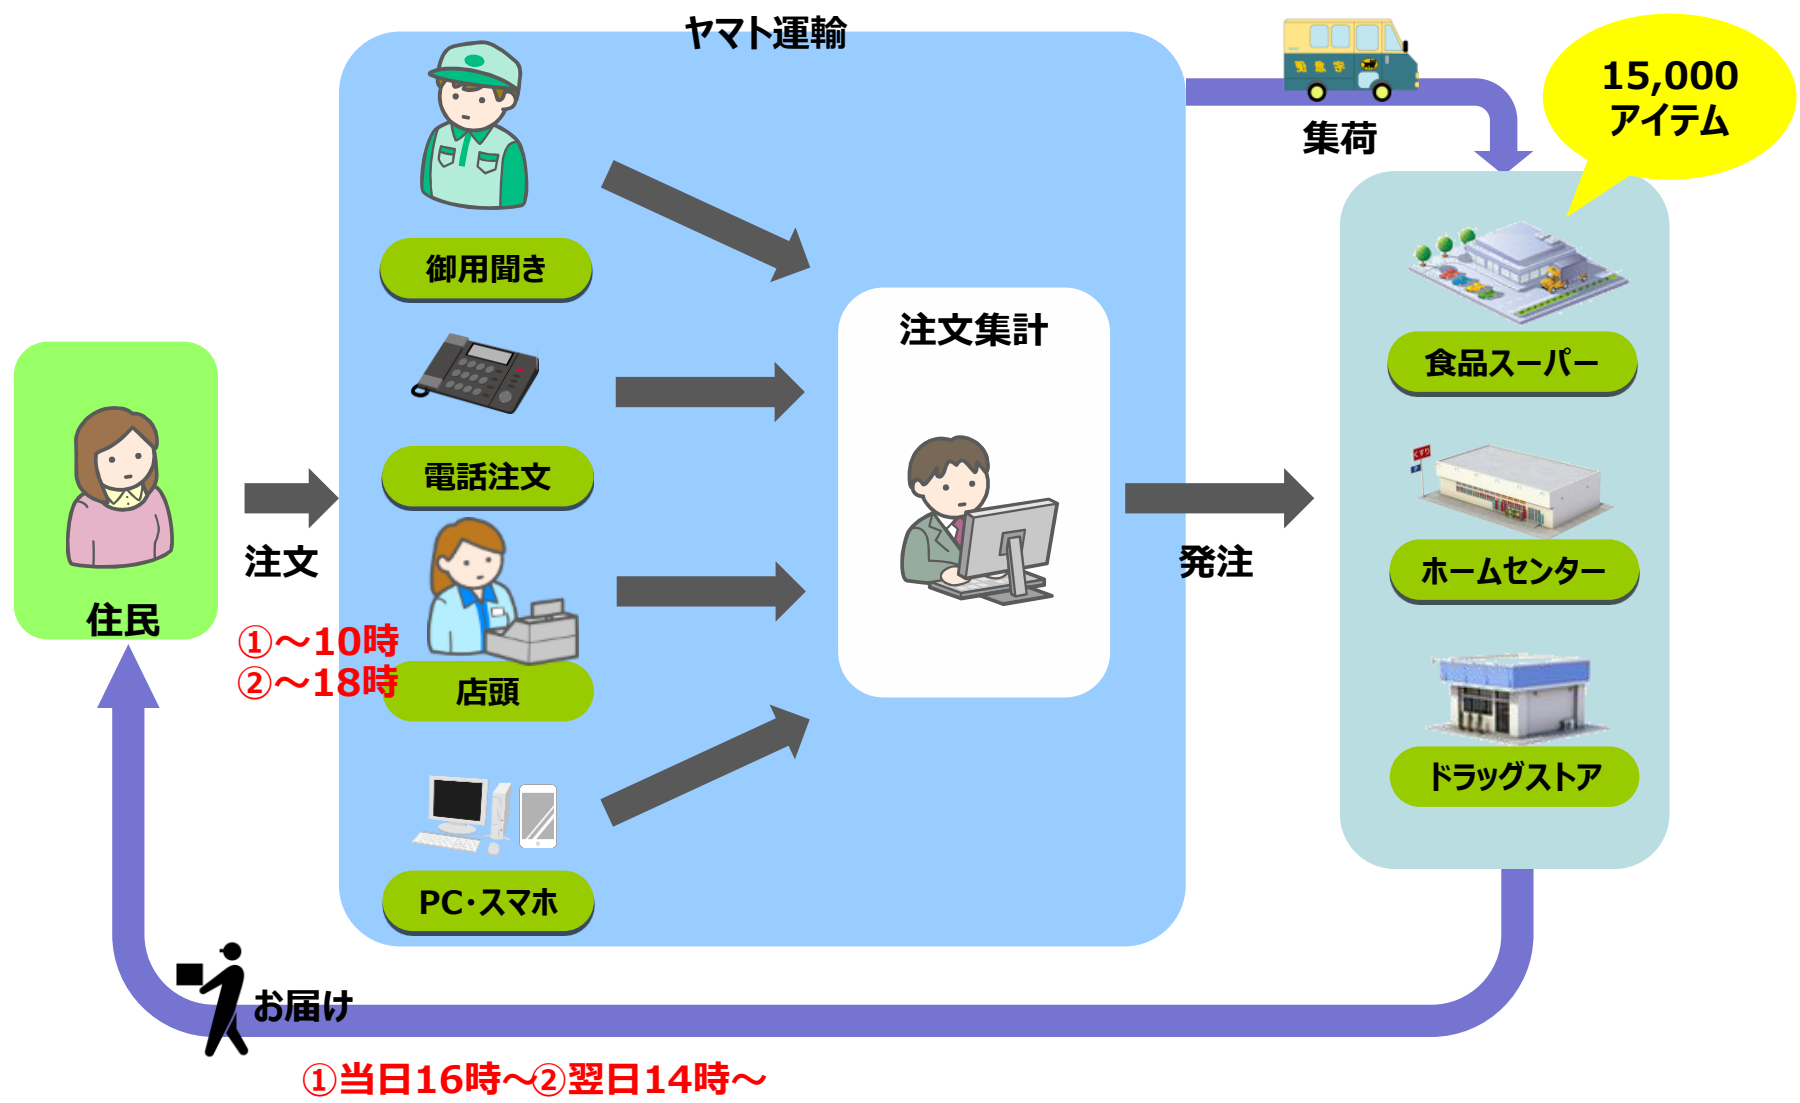 ヤマト運輸
15,000
アイテム
集荷
御用聞き
注文集計
食品スーパー
電話注文
注文
発注
ホームセンター
住民
①～10時
②～18時
店頭
ドラッグストア
PC・スマホ
お届け
①当日16時～②翌日14時～
くすり
P